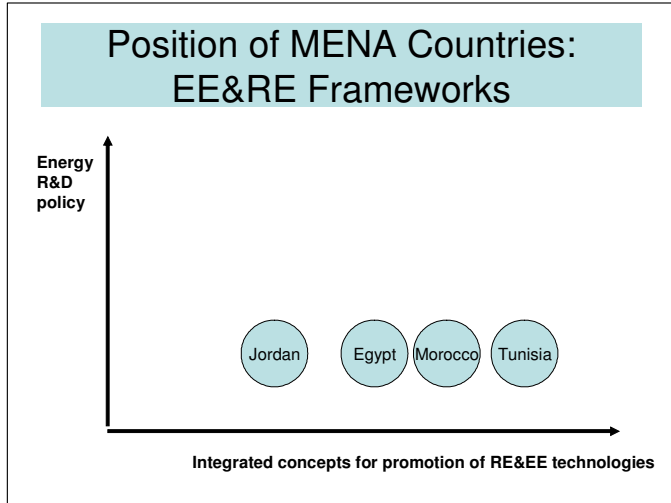 Position of MENA Countries:
EE&RE Frameworks
Energy
R&D
policy
Jordan
Egypt
Morocco
Tunisia
Integrated concepts for promotion of RE&EE technologies